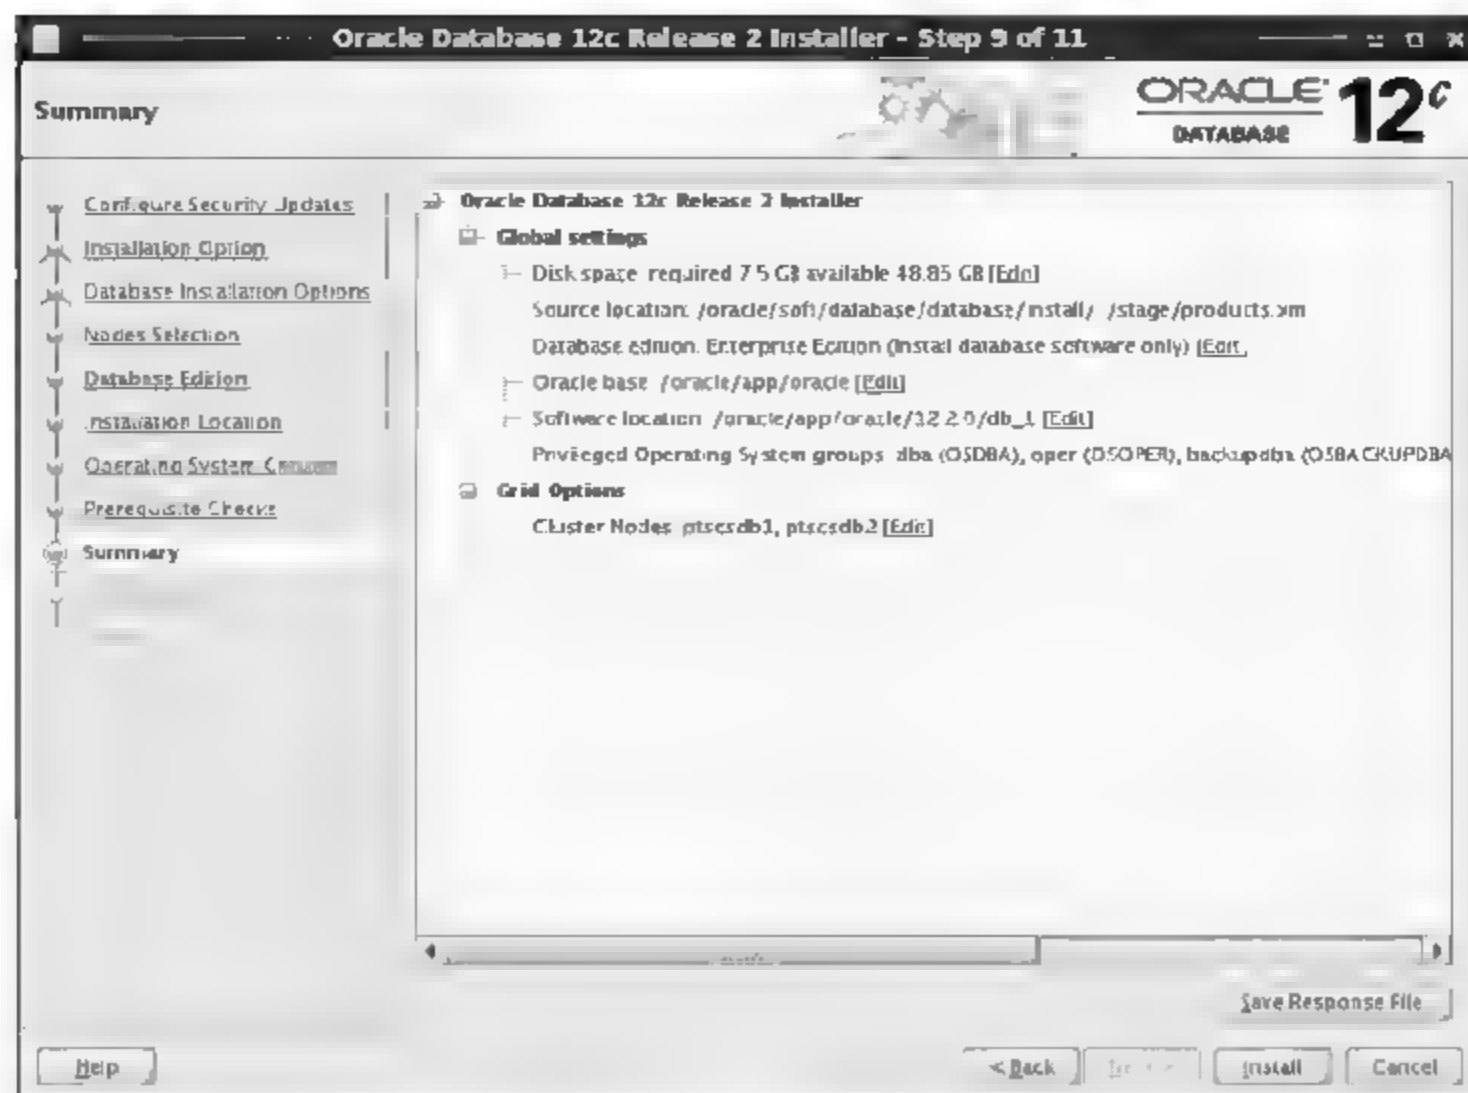 Oracle Database 12c Release 2 Installer - Step 9 of 11
Summary
ORACLE
DATABASE
12c
Configure Security Updates
Installation Option
Database Installation Options
Nodes Selection
Database Edition
Installation Location
Operating System Groups
Prerequisite Checks
Summary
Oracle Database 12c Release 2 Installer
Global settings
Disk space required 7.5 GB available 48.85 GB [Edit]
Source location: /oracle/soft/database/database/install/ /stage/products.xm
Database edition: Enterprise Edition (Install database software only) [Edit]
Oracle base /oracle/app/oracle [Edit]
Software location /oracle/app/oracle/12.2.0/db_1 [Edit]
Privileged Operating System groups dba (OSDBA), oper (OSOPER), backupdba (OSBACKUPDBA
Grid Options
Cluster Nodes ptscsdb1, ptscsdb2 [Edit]
Save Response File
Help
< Back
Install
Cancel